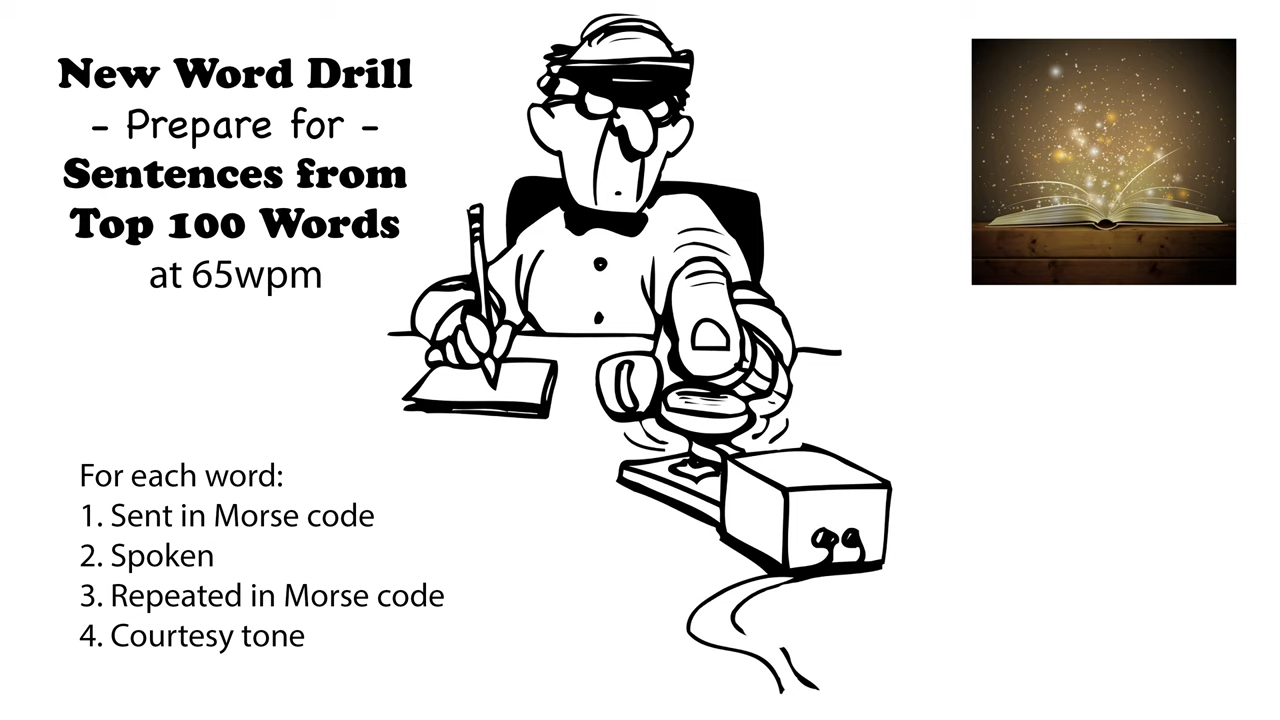 New Word Drill
- Prepare for -
Sentences from
Top 100 Words
at 65wpm
For each word:
1. Sent in Morse code
2. Spoken
3. Repeated in Morse code
4. Courtesy tone